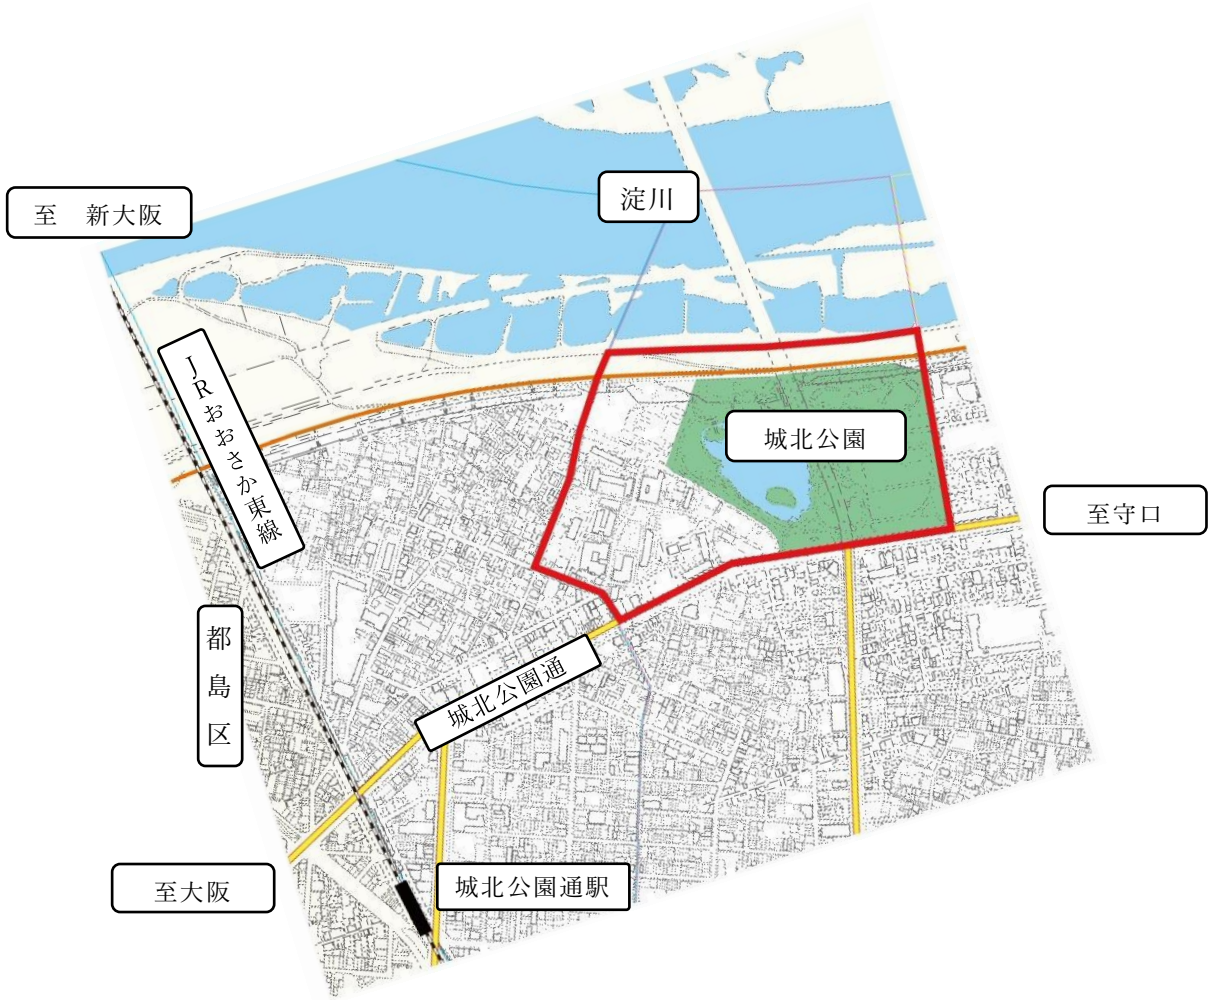 淀川
至　新大阪
JRおおさか東線
城北公園
至守口
都島区
城北公園通
至大阪
城北公園通駅